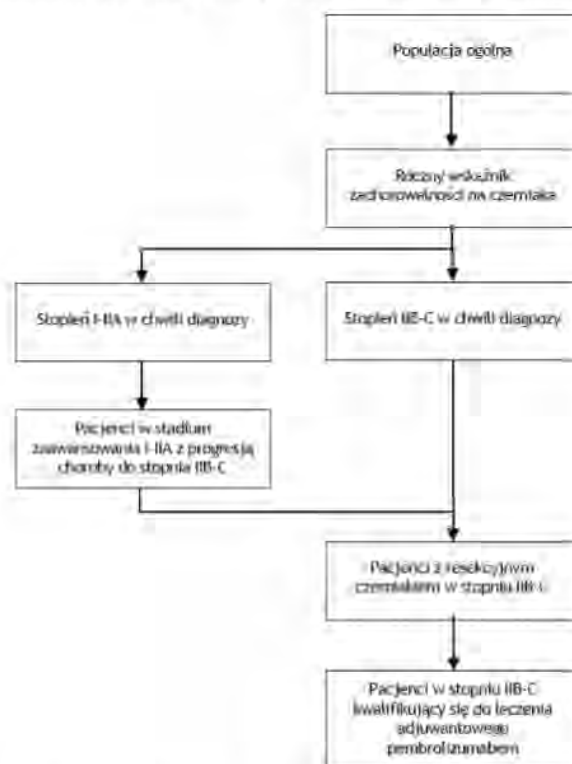 Populacja ogólna
Roczny wskaźnik
zachorowalności na czerniaka
Stopień I-IIA w chwili diagnozy
Stopień IIB-C w chwili diagnozy
Pacjenci w stadium
zaawansowania I-IIA z progresją
choroby do stopnia IIB-C
Pacjenci z resekcyjnym
czerniakiem w stopniu IIB-C
Pacjenci w stopniu IIB-C
kwalifikujący się do leczenia
adjuwantowego
pembrolizumabem